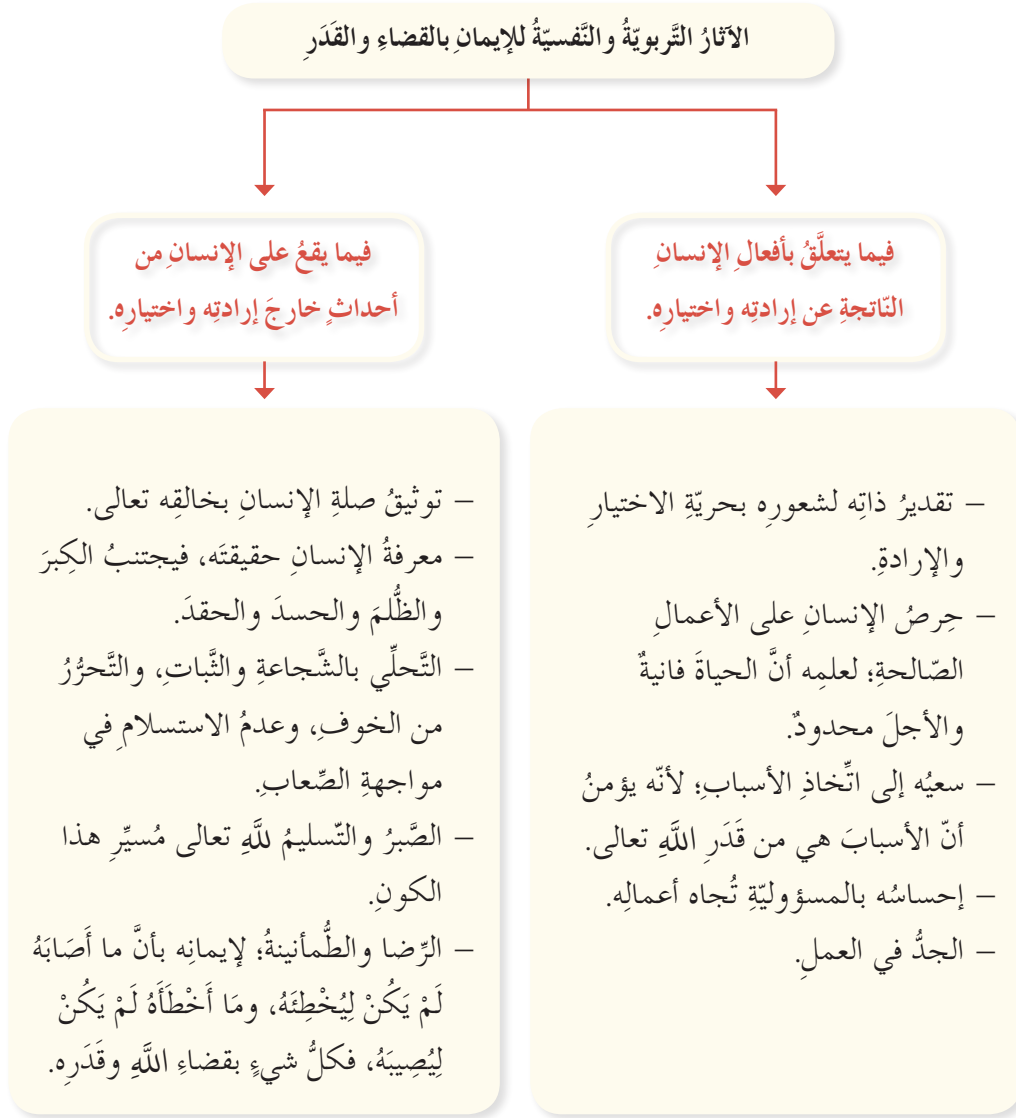 الآثارُ التَّربويّةُ والنَّفسيّةُ للإيمانِ بالقضاءِ والقَدَرِ
فيما يتعلَّقُ بأفعالِ الإنسانِ
النّاتجةِ عن إرادتِه واختيارِه.
فيما يقعُ على الإنسانِ من
أحداثٍ خارجَ إرادتِه واختيارِه.
– تقديرُ ذاتِه لشعورِه بحريّةِ الاختيارِ
والإرادةِ.
– حِرصُ الإنسانِ على الأعمالِ
الصّالحةِ؛ لعلمِه أنَّ الحياةَ فانيةٌ
والأجلَ محدودٌ.
– سعيُه إلى اتِّخاذِ الأسبابِ؛ لأنّه يؤمنُ
أنّ الأسبابَ هي من قَدَرِ اللَّهِ تعالى.
– إحساسُه بالمسؤوليّةِ تُجاه أعمالِه.
– الجدُّ في العملِ.
– توثيقُ صلةِ الإنسانِ بخالقِه تعالى.
– معرفةُ الإنسانِ حقيقتَه، فيجتنبُ الكِبرَ
والظُّلمَ والحسدَ والحقدَ.
– التَّحلِّي بالشَّجاعةِ والثَّباتِ، والتَّحرُّرُ
من الخوفِ، وعدمُ الاستسلامِ في
مواجهةِ الصِّعابِ.
– الصَّبرُ والتّسليمُ للَّهِ تعالى مُسيِّرِ هذا
الكونِ.
– الرِّضا والطُّمأنينةُ؛ لإيمانِه بأنَّ ما أَصَابَهُ
لَمْ يَكُنْ لِيُخْطِئَهُ، ومَا أَخْطَأَهُ لَمْ يَكُنْ
لِيُصِيبَهُ، فكلُّ شيءٍ بقضاءِ اللَّهِ وقَدَرِه.